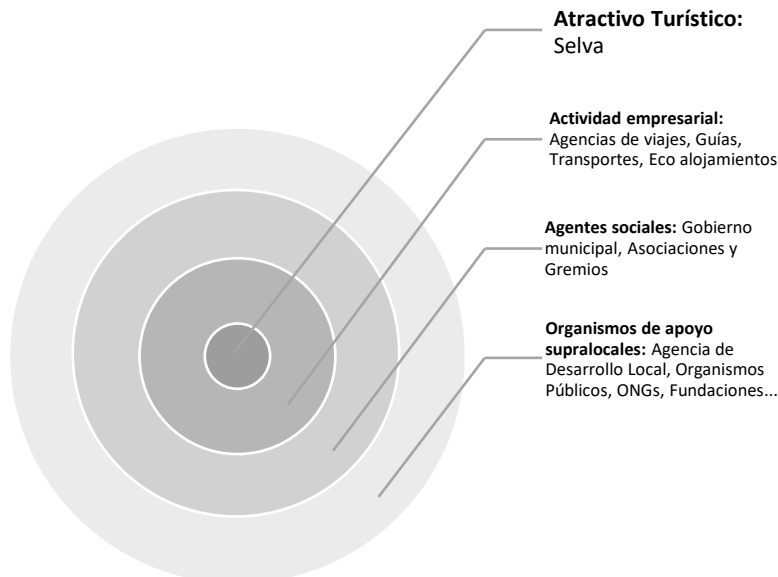 Atractivo Turístico:
Selva
Actividad empresarial:
Agencias de viajes, Guías,
Transportes, Eco alojamientos
Agentes sociales: Gobierno
municipal, Asociaciones y
Gremios
Organismos de apoyo
supralocales: Agencia de
Desarrollo Local, Organismos
Públicos, ONGs, Fundaciones...